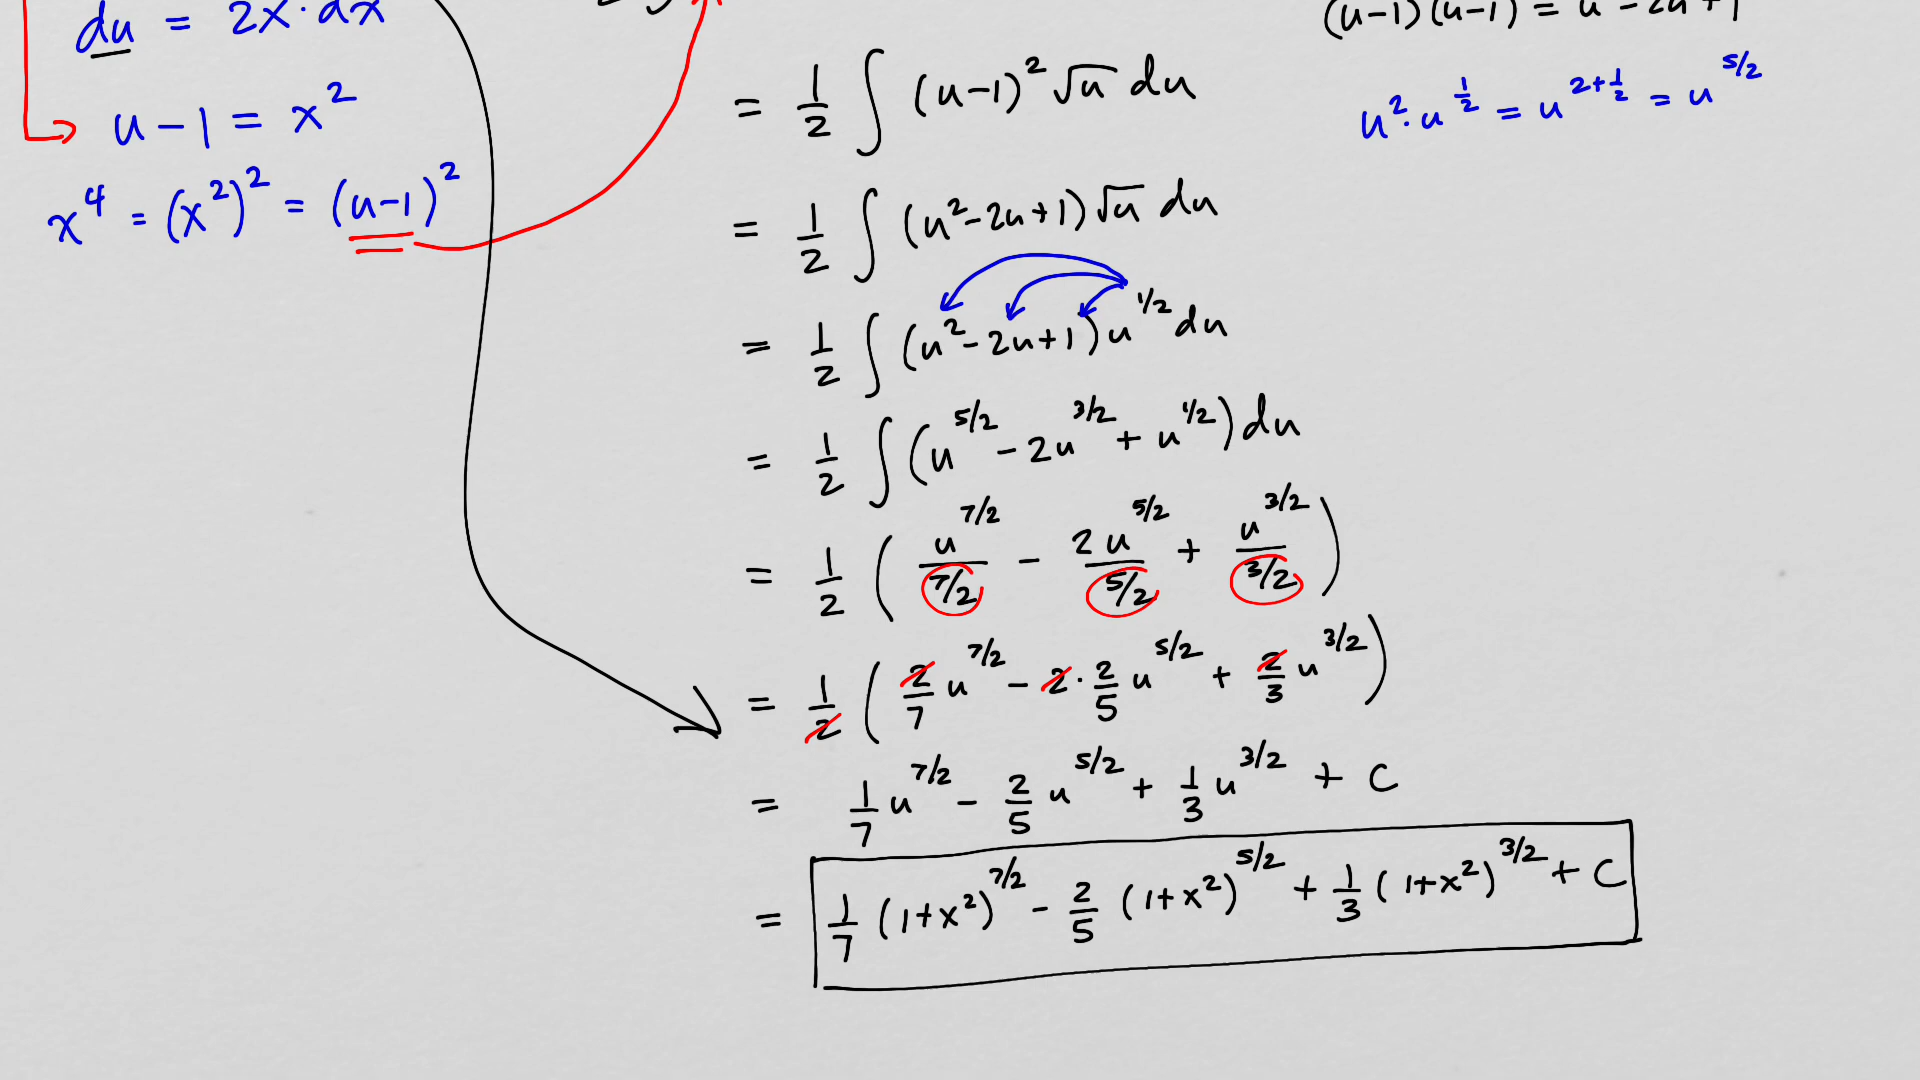 du = 2x·dx
u-1 = x²
x⁴ = (x²)² = (u-1)²
(u-1)(u-1) = u² - 2u + 1
u²·u^(1/2) = u^(2+1/2) = u^(5/2)
= 1/2 ∫ (u-1)² √u du
= 1/2 ∫ (u²-2u+1) √u du
= 1/2 ∫ (u²-2u+1) u^(1/2) du
= 1/2 ∫ (u^(5/2) - 2u^(3/2) + u^(1/2)) du
= 1/2 ( u^(7/2)/(7/2) - 2u^(5/2)/(5/2) + u^(3/2)/(3/2) )
= 1/2 ( 2/7 u^(7/2) - 2·2/5 u^(5/2) + 2/3 u^(3/2) )
= 1/7 u^(7/2) - 2/5 u^(5/2) + 1/3 u^(3/2) + C
= 1/7 (1+x²)^(7/2) - 2/5 (1+x²)^(5/2) + 1/3 (1+x²)^(3/2) + C